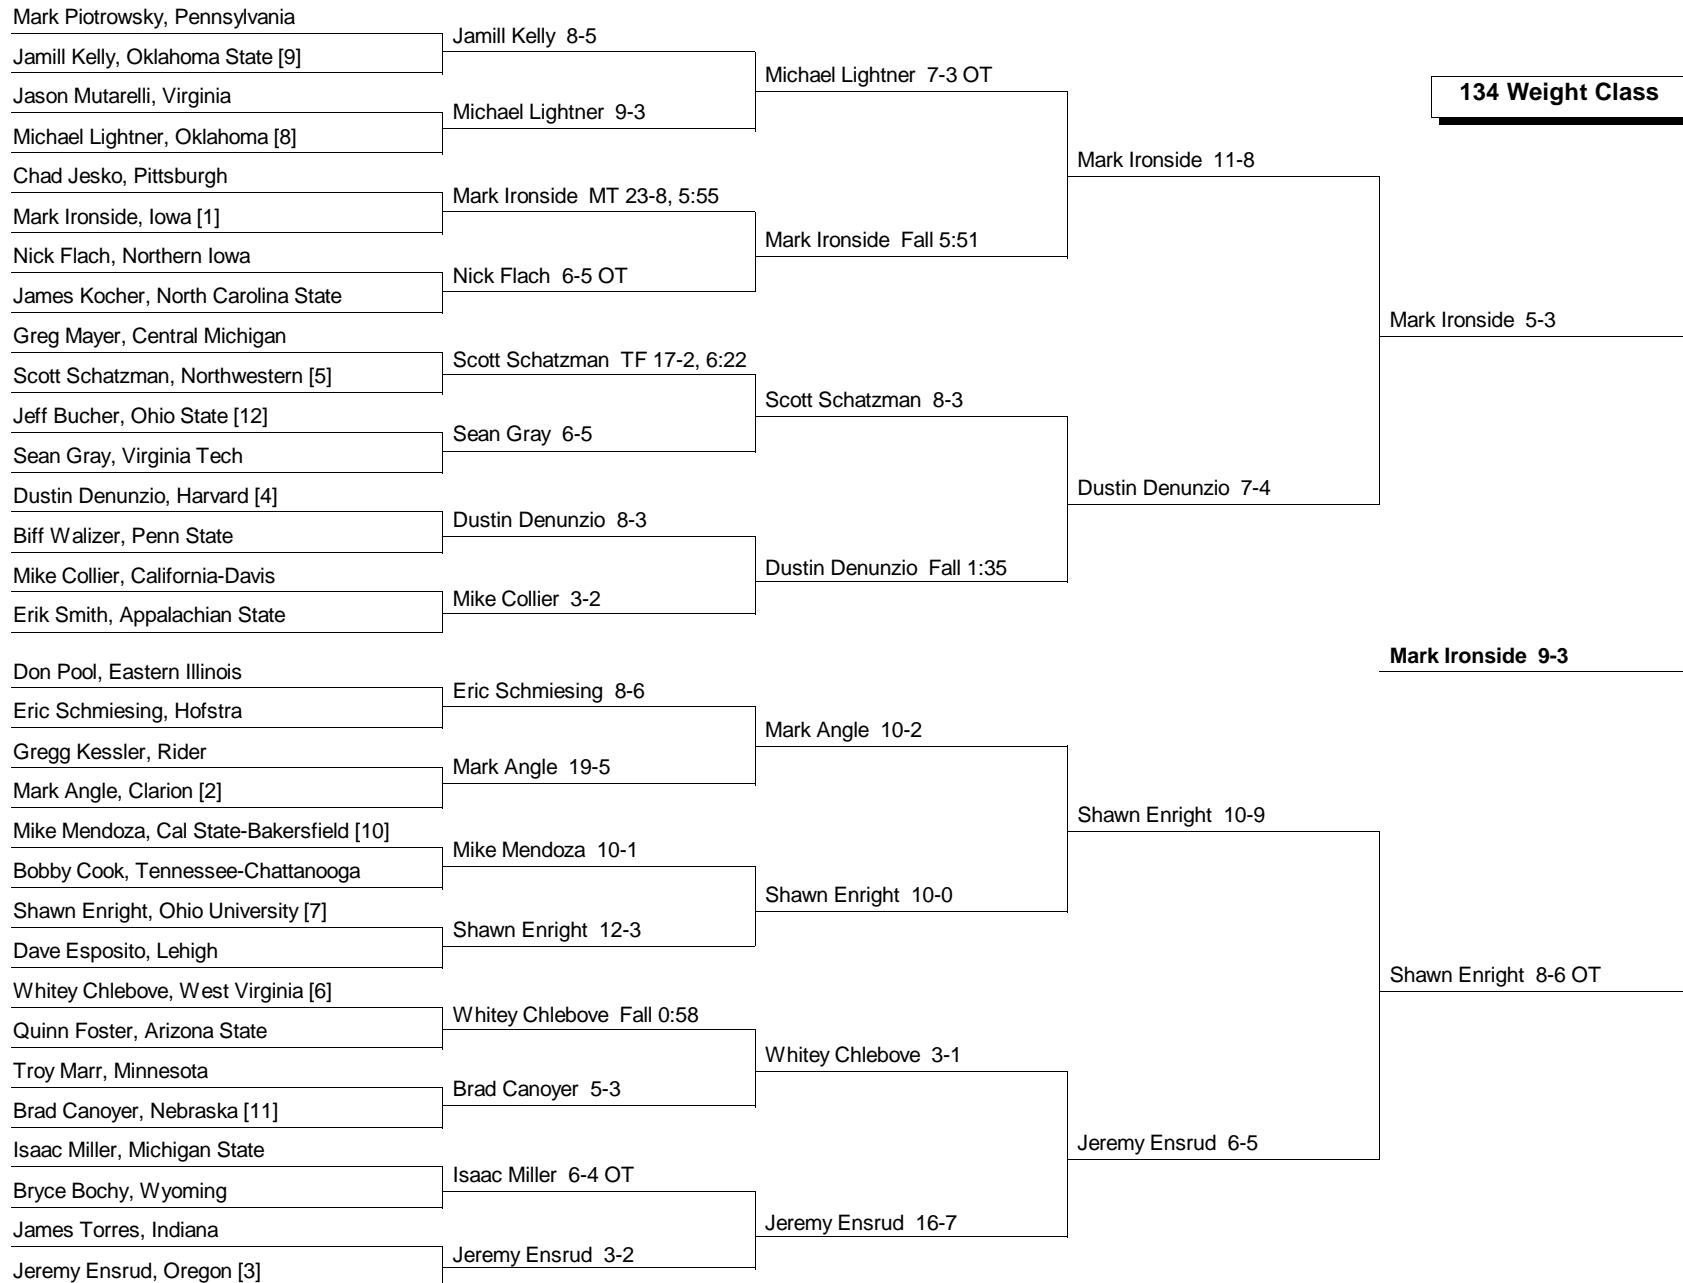 Mark Piotrowsky, Pennsylvania
Jamill Kelly, Oklahoma State [9]
Jason Mutarelli, Virginia
Michael Lightner, Oklahoma [8]
Chad Jesko, Pittsburgh
Mark Ironside, Iowa [1]
Nick Flach, Northern Iowa
James Kocher, North Carolina State
Greg Mayer, Central Michigan
Scott Schatzman, Northwestern [5]
Jeff Bucher, Ohio State [12]
Sean Gray, Virginia Tech
Dustin Denunzio, Harvard [4]
Biff Walizer, Penn State
Mike Collier, California-Davis
Erik Smith, Appalachian State
Don Pool, Eastern Illinois
Eric Schmiesing, Hofstra
Gregg Kessler, Rider
Mark Angle, Clarion [2]
Mike Mendoza, Cal State-Bakersfield [10]
Bobby Cook, Tennessee-Chattanooga
Shawn Enright, Ohio University [7]
Dave Esposito, Lehigh
Whitey Chlebove, West Virginia [6]
Quinn Foster, Arizona State
Troy Marr, Minnesota
Brad Canoyer, Nebraska [11]
Isaac Miller, Michigan State
Bryce Bochy, Wyoming
James Torres, Indiana
Jeremy Ensrud, Oregon [3]
Jamill Kelly 8-5
Michael Lightner 9-3
Mark Ironside MT 23-8, 5:55
Nick Flach 6-5 OT
Scott Schatzman TF 17-2, 6:22
Sean Gray 6-5
Dustin Denunzio 8-3
Mike Collier 3-2
Eric Schmiesing 8-6
Mark Angle 19-5
Mike Mendoza 10-1
Shawn Enright 12-3
Whitey Chlebove Fall 0:58
Brad Canoyer 5-3
Isaac Miller 6-4 OT
Jeremy Ensrud 3-2
Michael Lightner 7-3 OT
Mark Ironside Fall 5:51
Scott Schatzman 8-3
Dustin Denunzio Fall 1:35
Mark Angle 10-2
Shawn Enright 10-0
Whitey Chlebove 3-1
Jeremy Ensrud 16-7
Mark Ironside 11-8
Dustin Denunzio 7-4
Shawn Enright 10-9
Jeremy Ensrud 6-5
134 Weight Class
Mark Ironside 5-3
Mark Ironside 9-3
Shawn Enright 8-6 OT